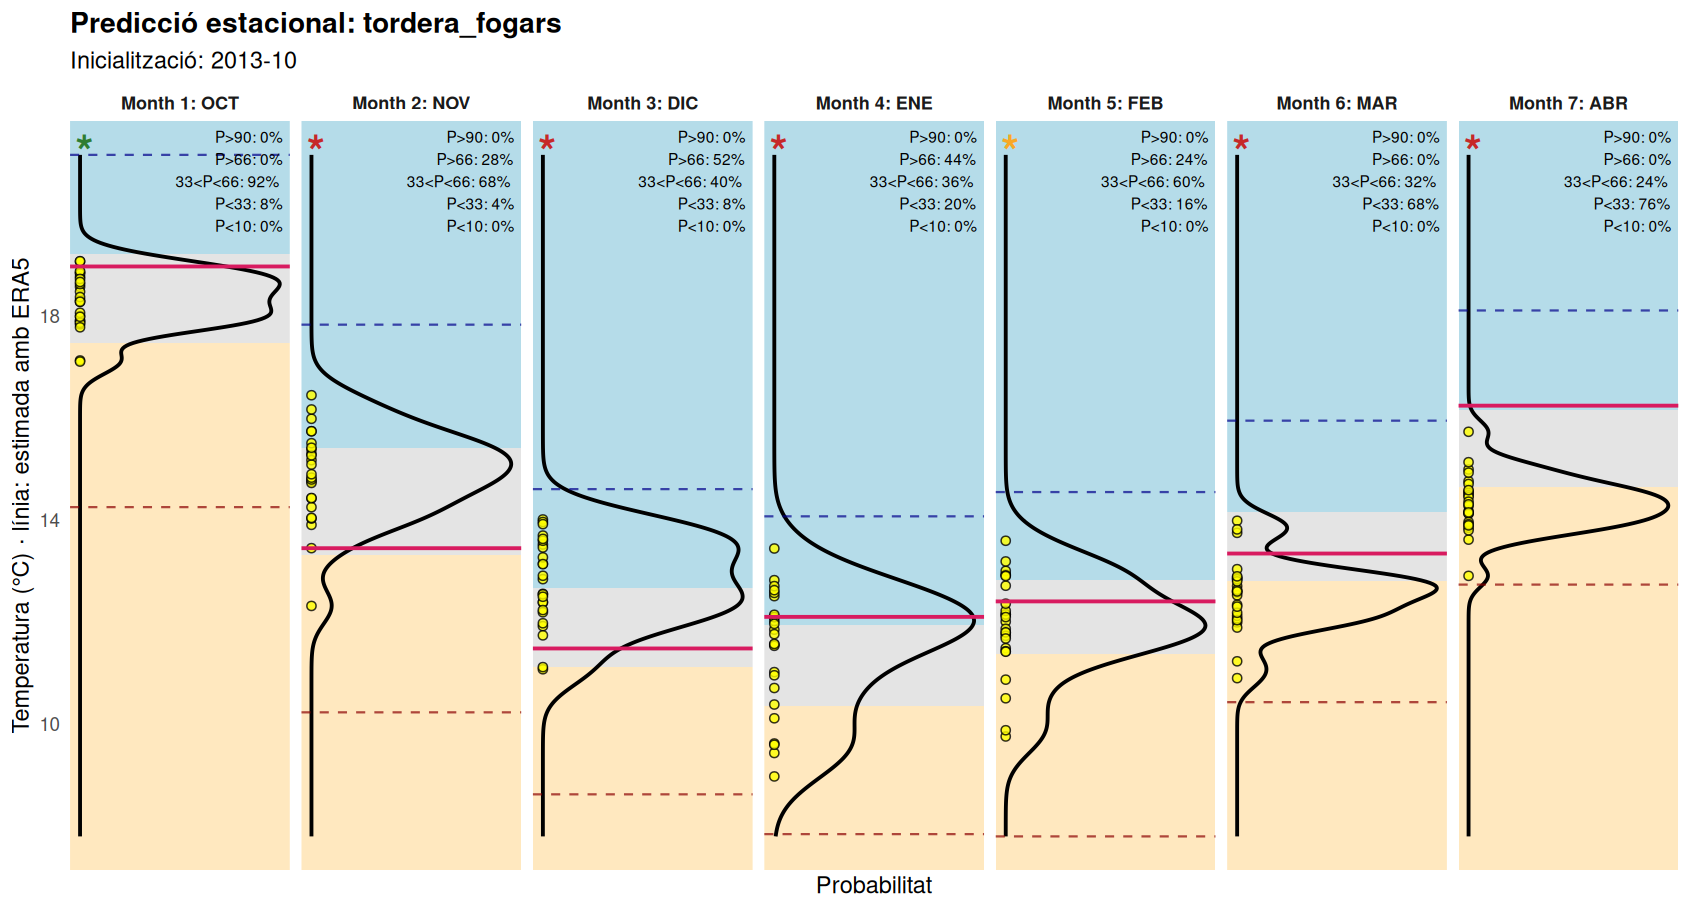 Predicció estacional: tordera_fogars
Inicialització: 2013-10
Month 1: OCT
Month 2: NOV
Month 3: DIC
Month 4: ENE
Month 5: FEB
Month 6: MAR
Month 7: ABR
*
P>90: 0%
P>66: 0%
33<P<66: 92%
P<33: 8%
P<10: 0%
*
P>90: 0%
P>66: 28%
33<P<66: 68%
P<33: 4%
P<10: 0%
*
P>90: 0%
P>66: 52%
33<P<66: 40%
P<33: 8%
P<10: 0%
*
P>90: 0%
P>66: 44%
33<P<66: 36%
P<33: 20%
P<10: 0%
*
P>90: 0%
P>66: 24%
33<P<66: 60%
P<33: 16%
P<10: 0%
*
P>90: 0%
P>66: 0%
33<P<66: 32%
P<33: 68%
P<10: 0%
*
P>90: 0%
P>66: 0%
33<P<66: 24%
P<33: 76%
P<10: 0%
Temperatura (°C) · línia: estimada amb ERA5
18
14
10
Probabilitat